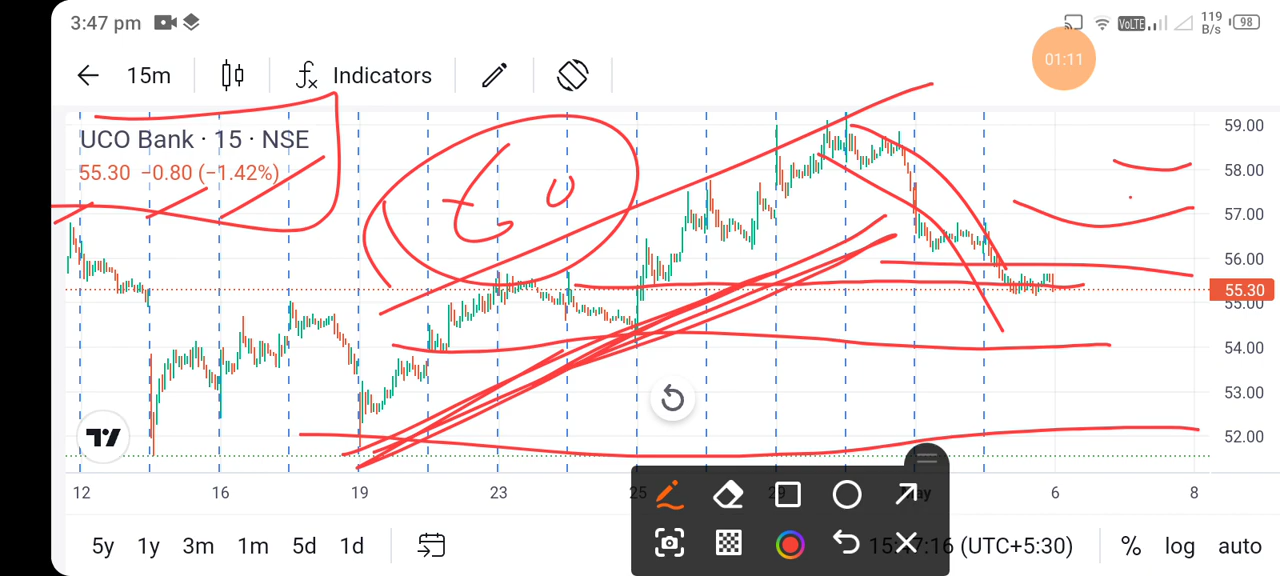 3:47 pm
VoLTE
119
B/s
98
01:11
15m
Indicators
UCO Bank · 15 · NSE
55.30 −0.80 (−1.42%)
59.00
58.00
57.00
56.00
55.30
55.00
54.00
53.00
52.00
12 16 19 23 25 29 6 8
5y 1y 3m 1m 5d 1d
(UTC+5:30)
% log auto